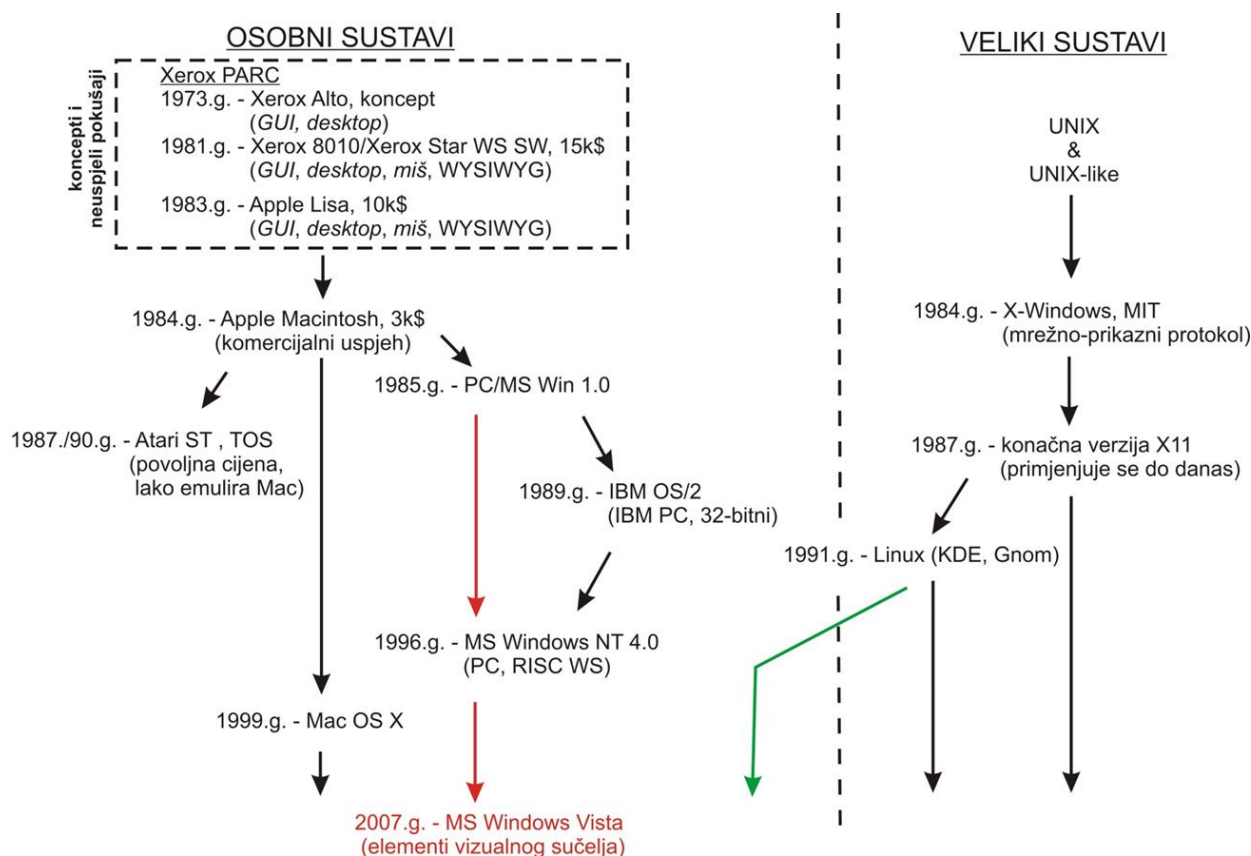 OSOBNI SUSTAVI
koncepti i
neuspjeli pokušaji
Xerox PARC
1973.g. - Xerox Alto, koncept
(GUI, desktop)
1981.g. - Xerox 8010/Xerox Star WS SW, 15k$
(GUI, desktop, miš, WYSIWYG)
1983.g. - Apple Lisa, 10k$
(GUI, desktop, miš, WYSIWYG)
1984.g. - Apple Macintosh, 3k$
(komercijalni uspjeh)
1985.g. - PC/MS Win 1.0
1987./90.g. - Atari ST , TOS
(povoljna cijena,
lako emulira Mac)
1989.g. - IBM OS/2
(IBM PC, 32-bitni)
1996.g. - MS Windows NT 4.0
(PC, RISC WS)
1999.g. - Mac OS X
2007.g. - MS Windows Vista
(elementi vizualnog sučelja)
VELIKI SUSTAVI
UNIX
&
UNIX-like
1984.g. - X-Windows, MIT
(mrežno-prikazni protokol)
1987.g. - konačna verzija X11
(primjenjuje se do danas)
1991.g. - Linux (KDE, Gnom)